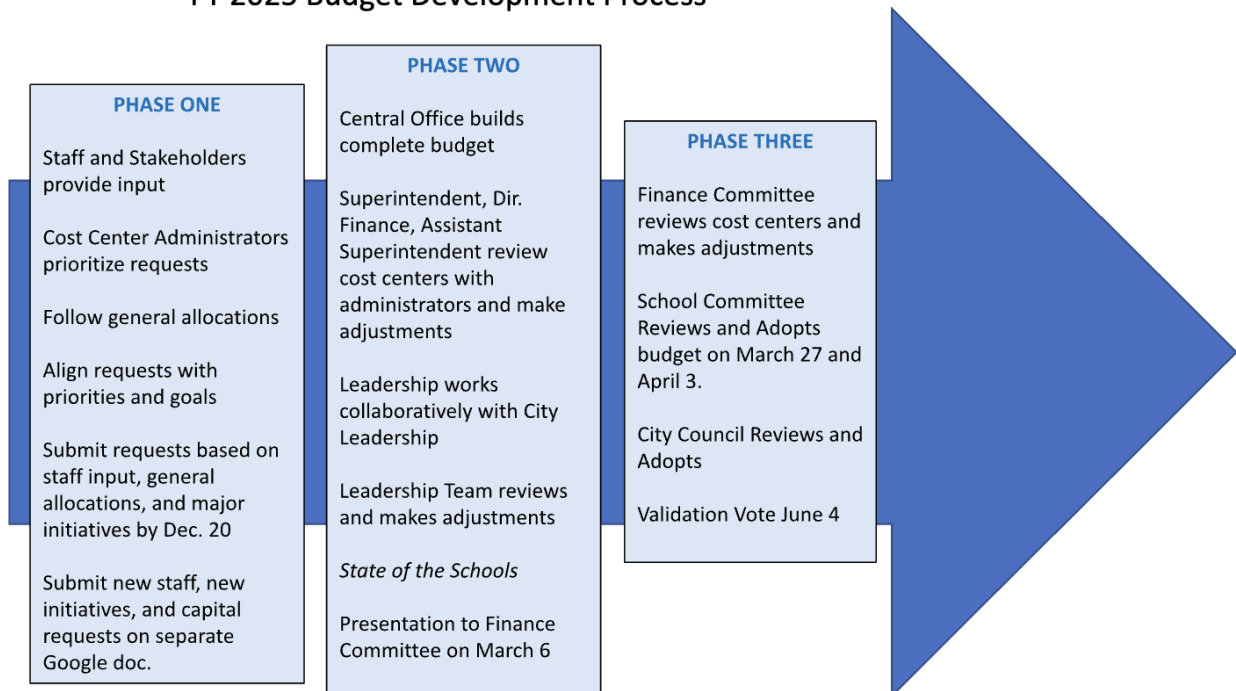 FY 2025 Budget Development Process
PHASE ONE
Staff and Stakeholders
provide input
Cost Center Administrators
prioritize requests
Follow general allocations
Align requests with
priorities and goals
Submit requests based on
staff input, general
allocations, and major
initiatives by Dec. 20
Submit new staff, new
initiatives, and capital
requests on separate
Google doc.
PHASE TWO
Central Office builds
complete budget
Superintendent, Dir.
Finance, Assistant
Superintendent review
cost centers with
administrators and make
adjustments
Leadership works
collaboratively with City
Leadership
Leadership Team reviews
and makes adjustments
State of the Schools
Presentation to Finance
Committee on March 6
PHASE THREE
Finance Committee
reviews cost centers and
makes adjustments
School Committee
Reviews and Adopts
budget on March 27 and
April 3.
City Council Reviews and
Adopts
Validation Vote June 4